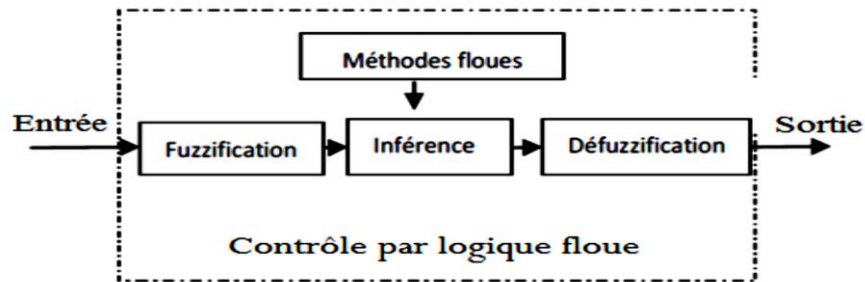 Méthodes floues
Entrée
Fuzzification
Inférence
Défuzzification
Sortie
Contrôle par logique floue